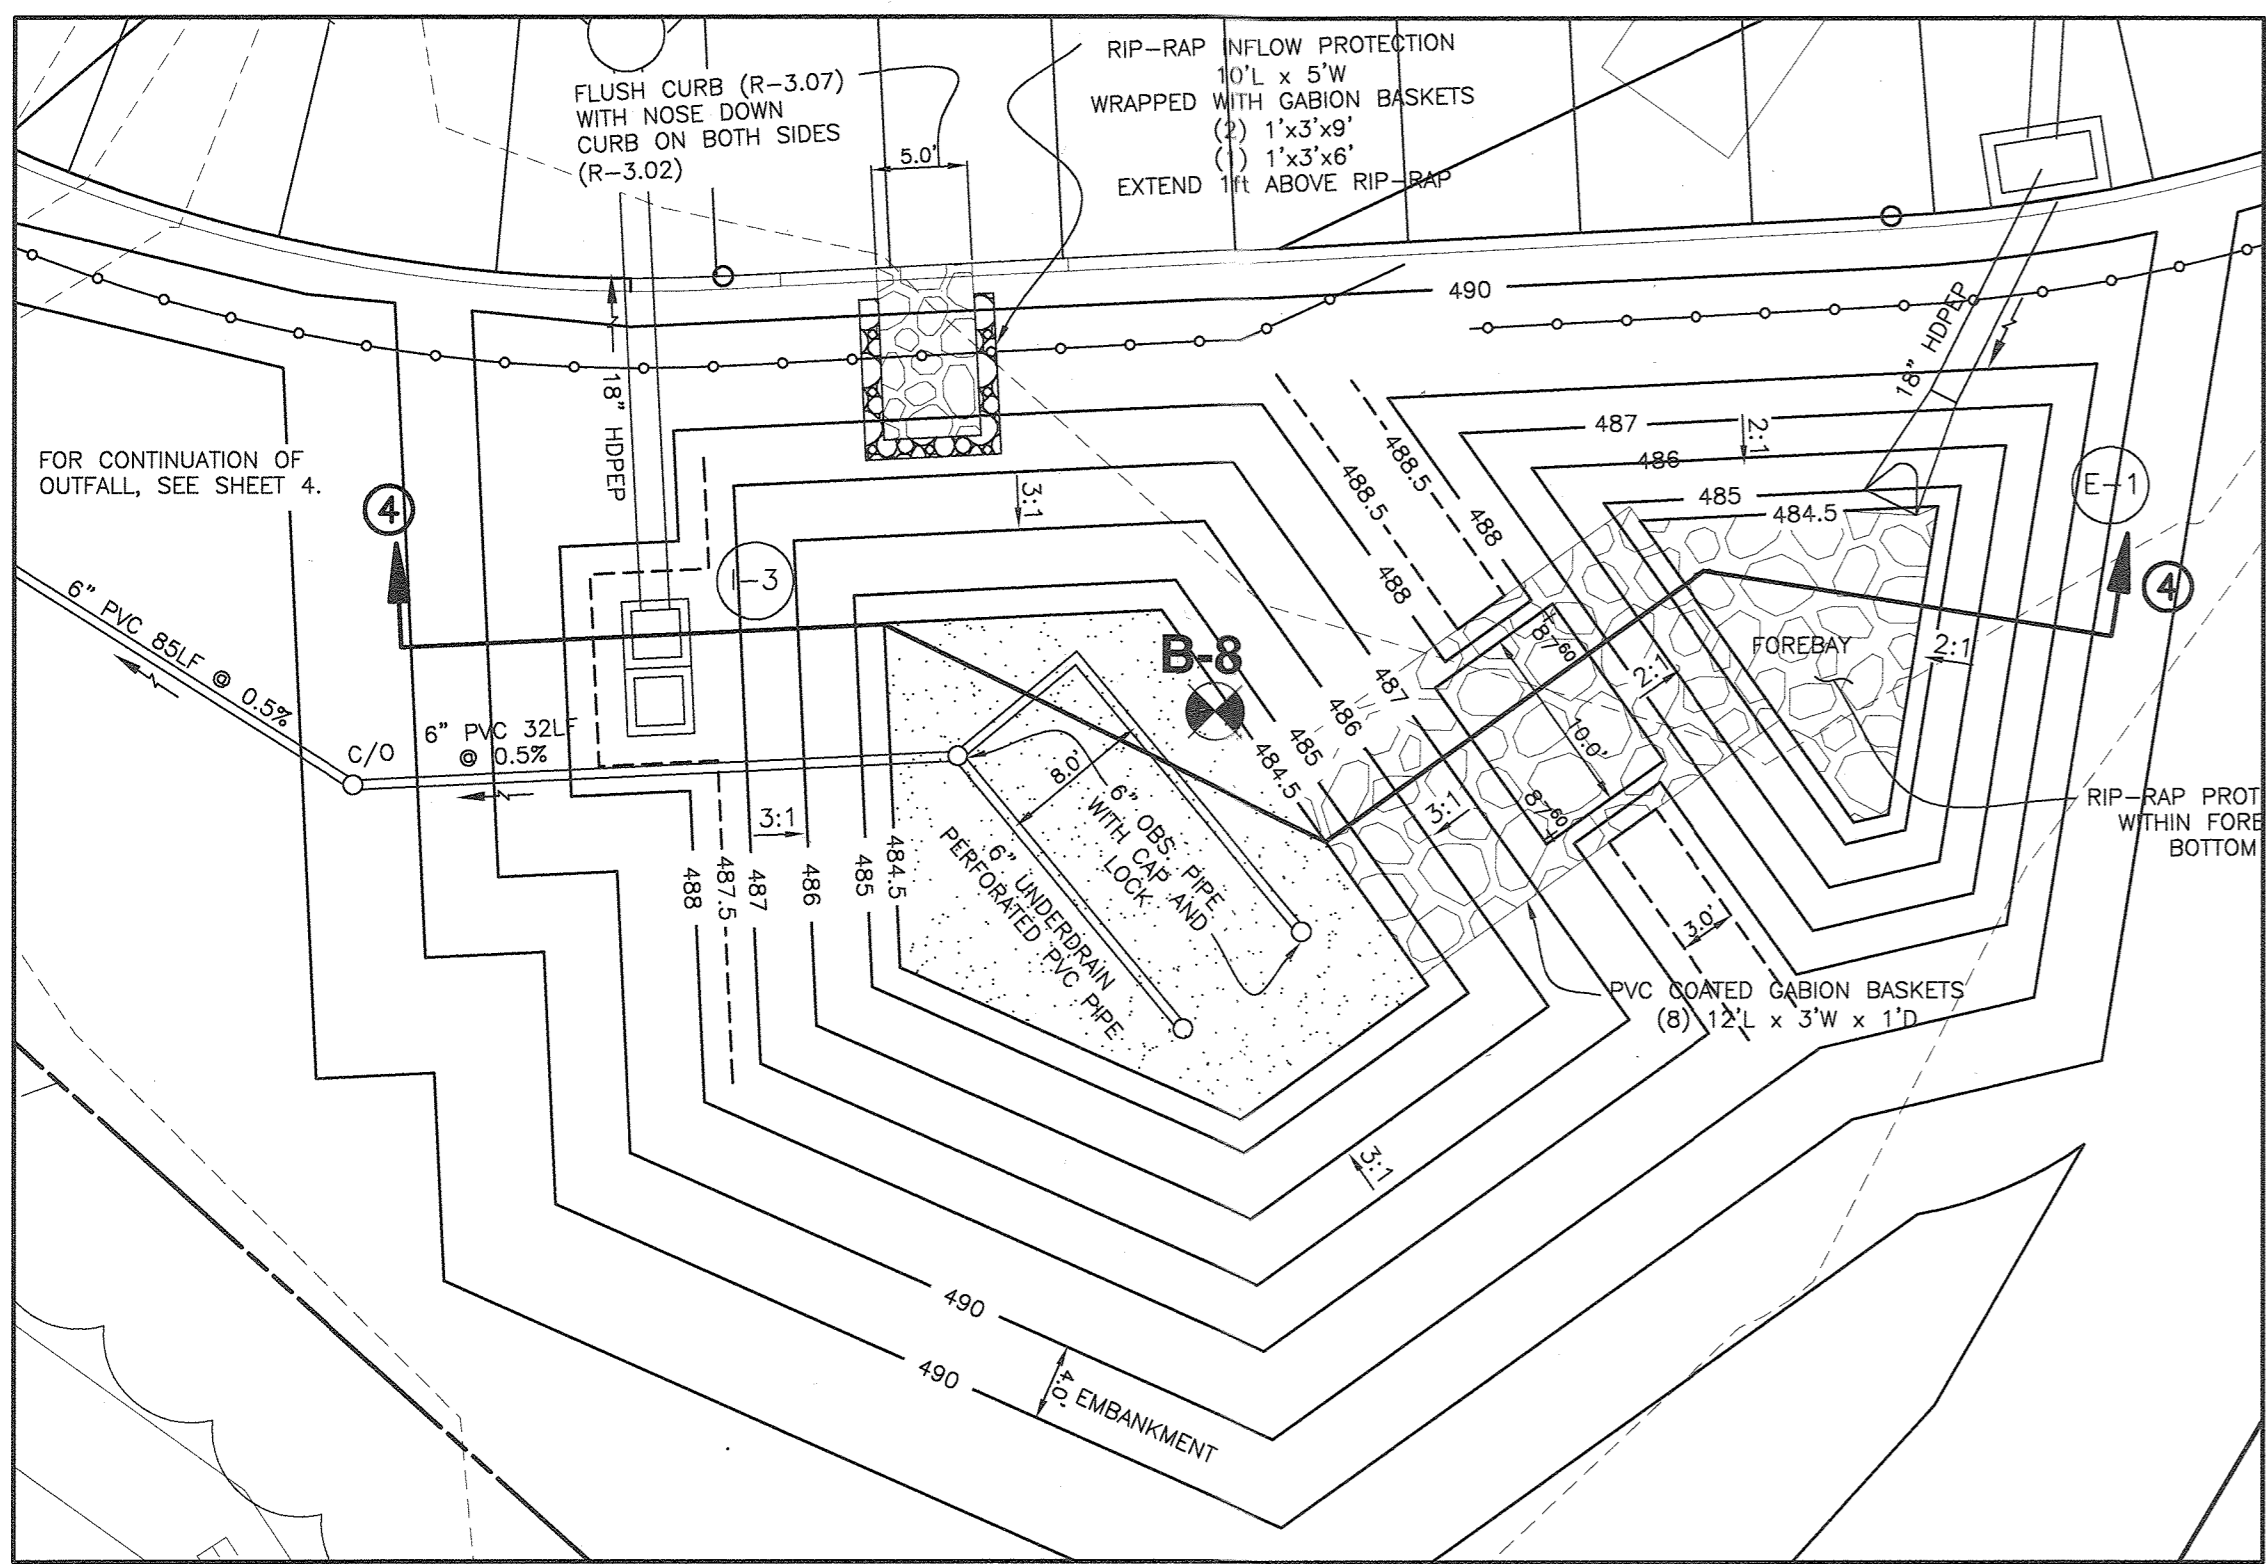 FLUSH CURB (R-3.07)
WITH NOSE DOWN
CURB ON BOTH SIDES
(R-3.02)
5.0'
RIP-RAP INFLOW PROTECTION
10'L x 5'W
WRAPPED WITH GABION BASKETS
(2) 1'x3'x9'
(1) 1'x3'x6'
EXTEND 1ft ABOVE RIP-RAP
490
18" HDPEP
18" HDPEP
FOR CONTINUATION OF
OUTFALL, SEE SHEET 4.
4
3:1
488.5
488.5
488
488
487
2:1
486
485
484.5
E-1
4
I-3
B-8
FOREBAY
2:1
2:1
6" PVC 85LF @ 0.5%
C/O
6" PVC 32LF
@ 0.5%
8.0'
6" OBS. PIPE
WITH CAP AND
LOCK
6" UNDERDRAIN
PERFORATED PVC PIPE
487
486
485
484.5
10.0'
3:1
3:1
488
487.5
487
486
485
484.5
RIP-RAP PROT
WITHIN FORE
BOTTOM
3.0'
PVC COATED GABION BASKETS
(8) 12'L x 3'W x 1'D
3:1
490
490
4.0'
EMBANKMENT